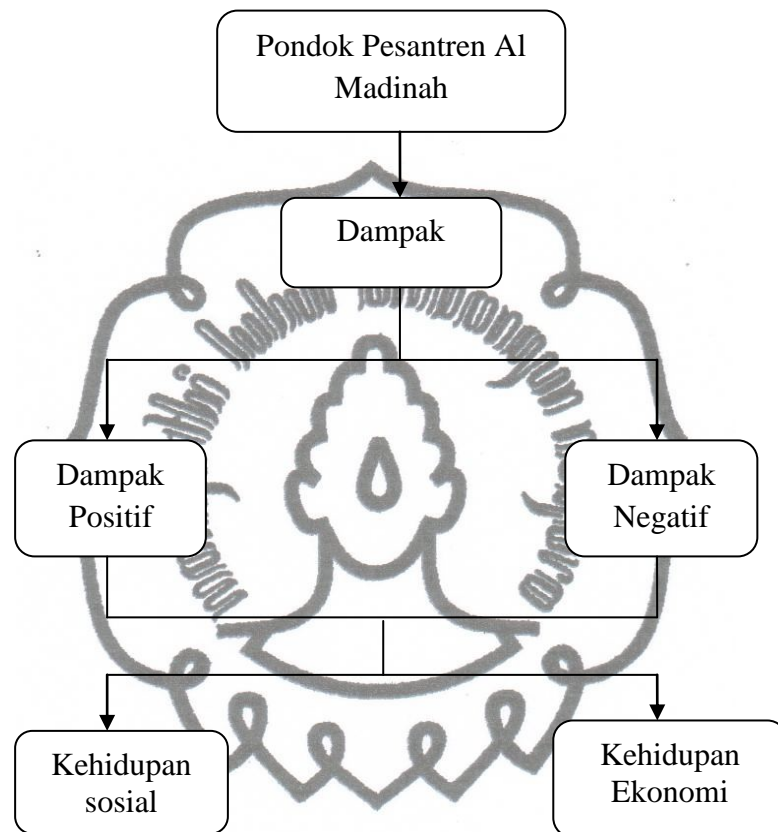 Pondok Pesantren Al
Madinah
Dampak
Dampak
Positif
Dampak
Negatif
Kehidupan
sosial
Kehidupan
Ekonomi